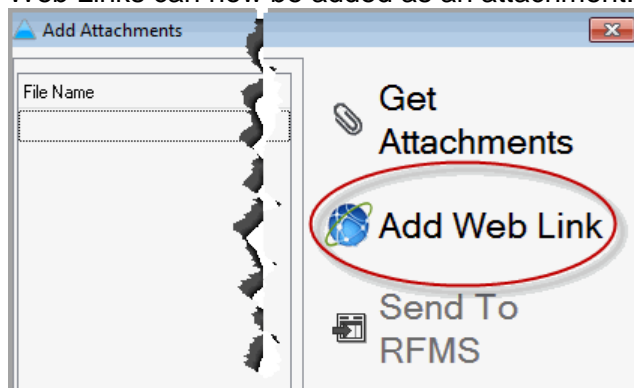 Web Links can now be added as an attachment.
Add Attachments
File Name
Get
Attachments
Add Web Link
Send To
RFMS